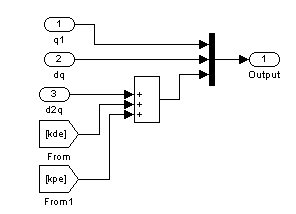 1
q1
2
dq
1
Output
3
d2q
+
+
+
[kde]
From
[kpe]
From1